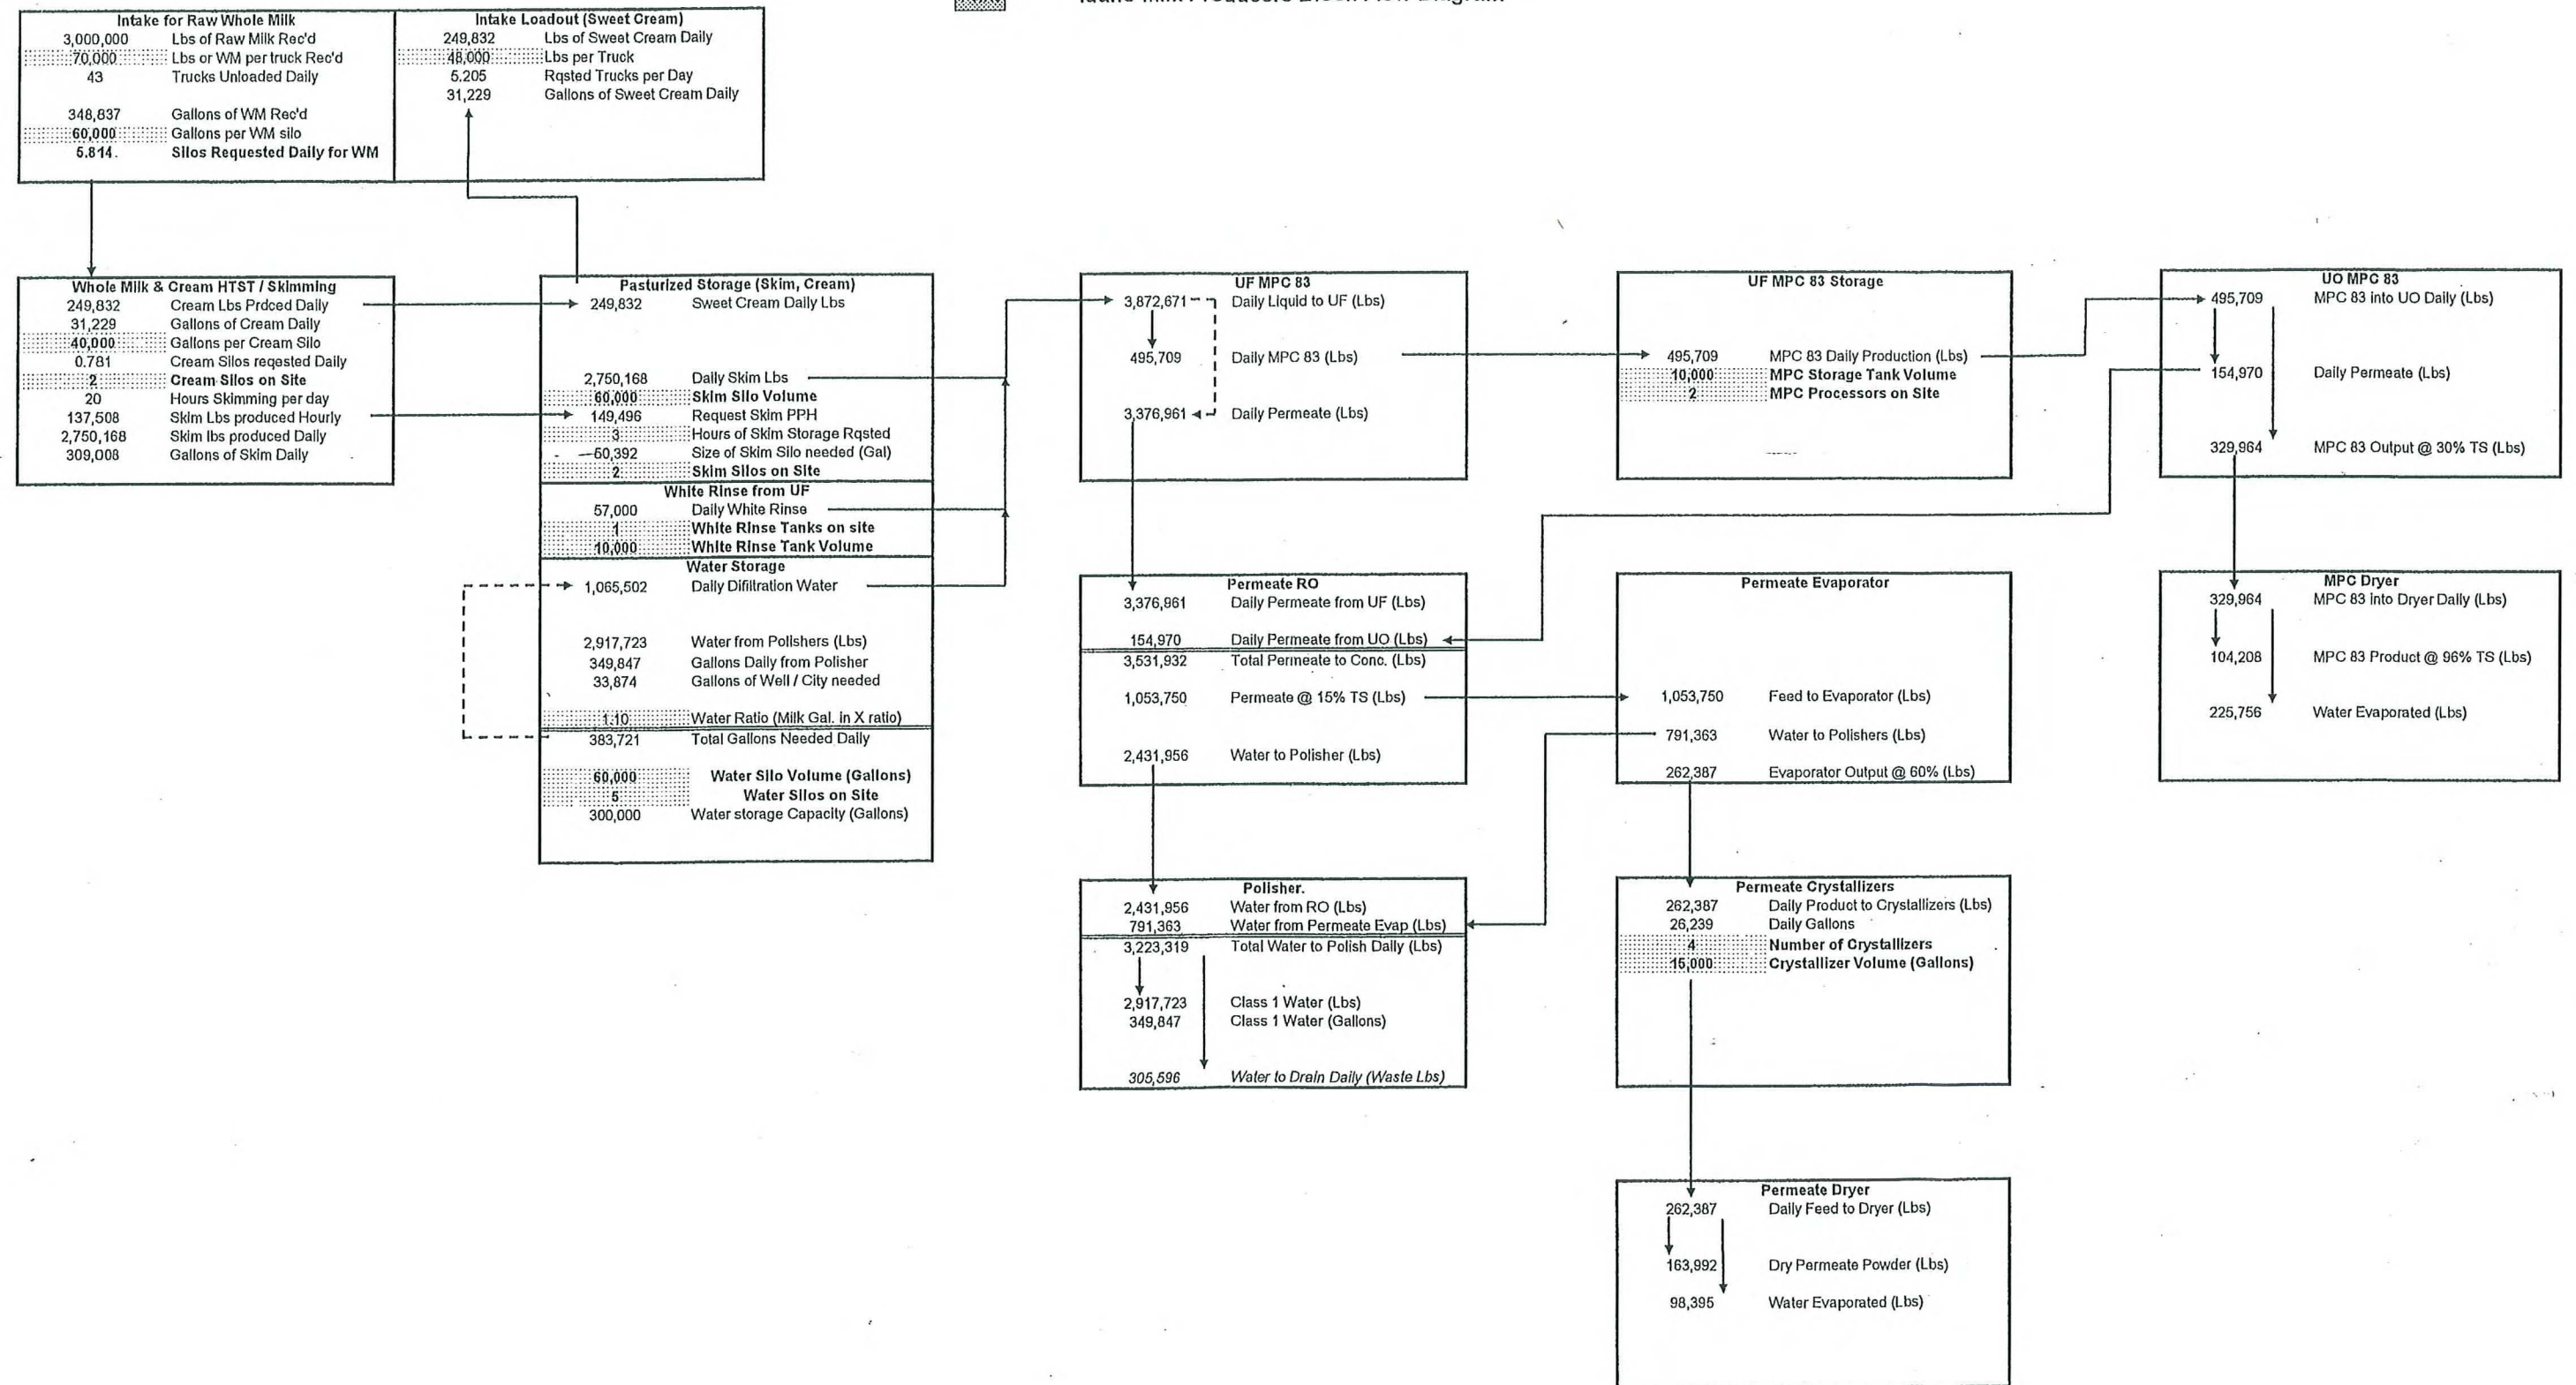 Intake for Raw Whole Milk
3,000,000 Lbs of Raw Milk Rec'd
70,000 Lbs or WM per truck Rec'd
43 Trucks Unloaded Daily
348,837 Gallons of WM Rec'd
60,000 Gallons per WM silo
5.814. Silos Requested Daily for WM
Intake Loadout (Sweet Cream)
249,832 Lbs of Sweet Cream Daily
48,000 Lbs per Truck
5.205 Rqsted Trucks per Day
31,229 Gallons of Sweet Cream Daily
Whole Milk & Cream HTST / Skimming
249,832 Cream Lbs Prdced Daily
31,229 Gallons of Cream Daily
40,000 Gallons per Cream Silo
0.781 Cream Silos reqested Daily
2 Cream Silos on Site
20 Hours Skimming per day
137,508 Skim Lbs produced Hourly
2,750,168 Skim lbs produced Daily
309,008 Gallons of Skim Daily
Pasturized Storage (Skim, Cream)
249,832 Sweet Cream Daily Lbs
2,750,168 Daily Skim Lbs
60,000 Skim Silo Volume
149,496 Request Skim PPH
3 Hours of Skim Storage Rqsted
50,392 Size of Skim Silo needed (Gal)
2 Skim Silos on Site
White Rinse from UF
57,000 Daily White Rinse
1 White Rinse Tanks on site
10,000 White Rinse Tank Volume
Water Storage
1,065,502 Daily Difiltration Water
2,917,723 Water from Polishers (Lbs)
349,847 Gallons Daily from Polisher
33,874 Gallons of Well / City needed
1.10 Water Ratio (Milk Gal. in X ratio)
383,721 Total Gallons Needed Daily
60,000 Water Silo Volume (Gallons)
5 Water Silos on Site
300,000 Water storage Capacity (Gallons)
UF MPC 83
3,872,671 Daily Liquid to UF (Lbs)
495,709 Daily MPC 83 (Lbs)
3,376,961 Daily Permeate (Lbs)
UF MPC 83 Storage
495,709 MPC 83 Daily Production (Lbs)
10,000 MPC Storage Tank Volume
2 MPC Processors on Site
UO MPC 83
495,709 MPC 83 into UO Daily (Lbs)
154,970 Daily Permeate (Lbs)
329,964 MPC 83 Output @ 30% TS (Lbs)
Permeate RO
3,376,961 Daily Permeate from UF (Lbs)
154,970 Daily Permeate from UO (Lbs)
3,531,932 Total Permeate to Conc. (Lbs)
1,053,750 Permeate @ 15% TS (Lbs)
2,431,956 Water to Polisher (Lbs)
Permeate Evaporator
1,053,750 Feed to Evaporator (Lbs)
791,363 Water to Polishers (Lbs)
262,387 Evaporator Output @ 60% (Lbs)
MPC Dryer
329,964 MPC 83 into Dryer Daily (Lbs)
104,208 MPC 83 Product @ 96% TS (Lbs)
225,756 Water Evaporated (Lbs)
Polisher.
2,431,956 Water from RO (Lbs)
791,363 Water from Permeate Evap (Lbs)
3,223,319 Total Water to Polish Daily (Lbs)
2,917,723 Class 1 Water (Lbs)
349,847 Class 1 Water (Gallons)
305,596 Water to Drain Daily (Waste Lbs)
Permeate Crystallizers
262,387 Daily Product to Crystallizers (Lbs)
26,239 Daily Gallons
4 Number of Crystallizers
15,000 Crystallizer Volume (Gallons)
Permeate Dryer
262,387 Daily Feed to Dryer (Lbs)
163,992 Dry Permeate Powder (Lbs)
98,395 Water Evaporated (Lbs)